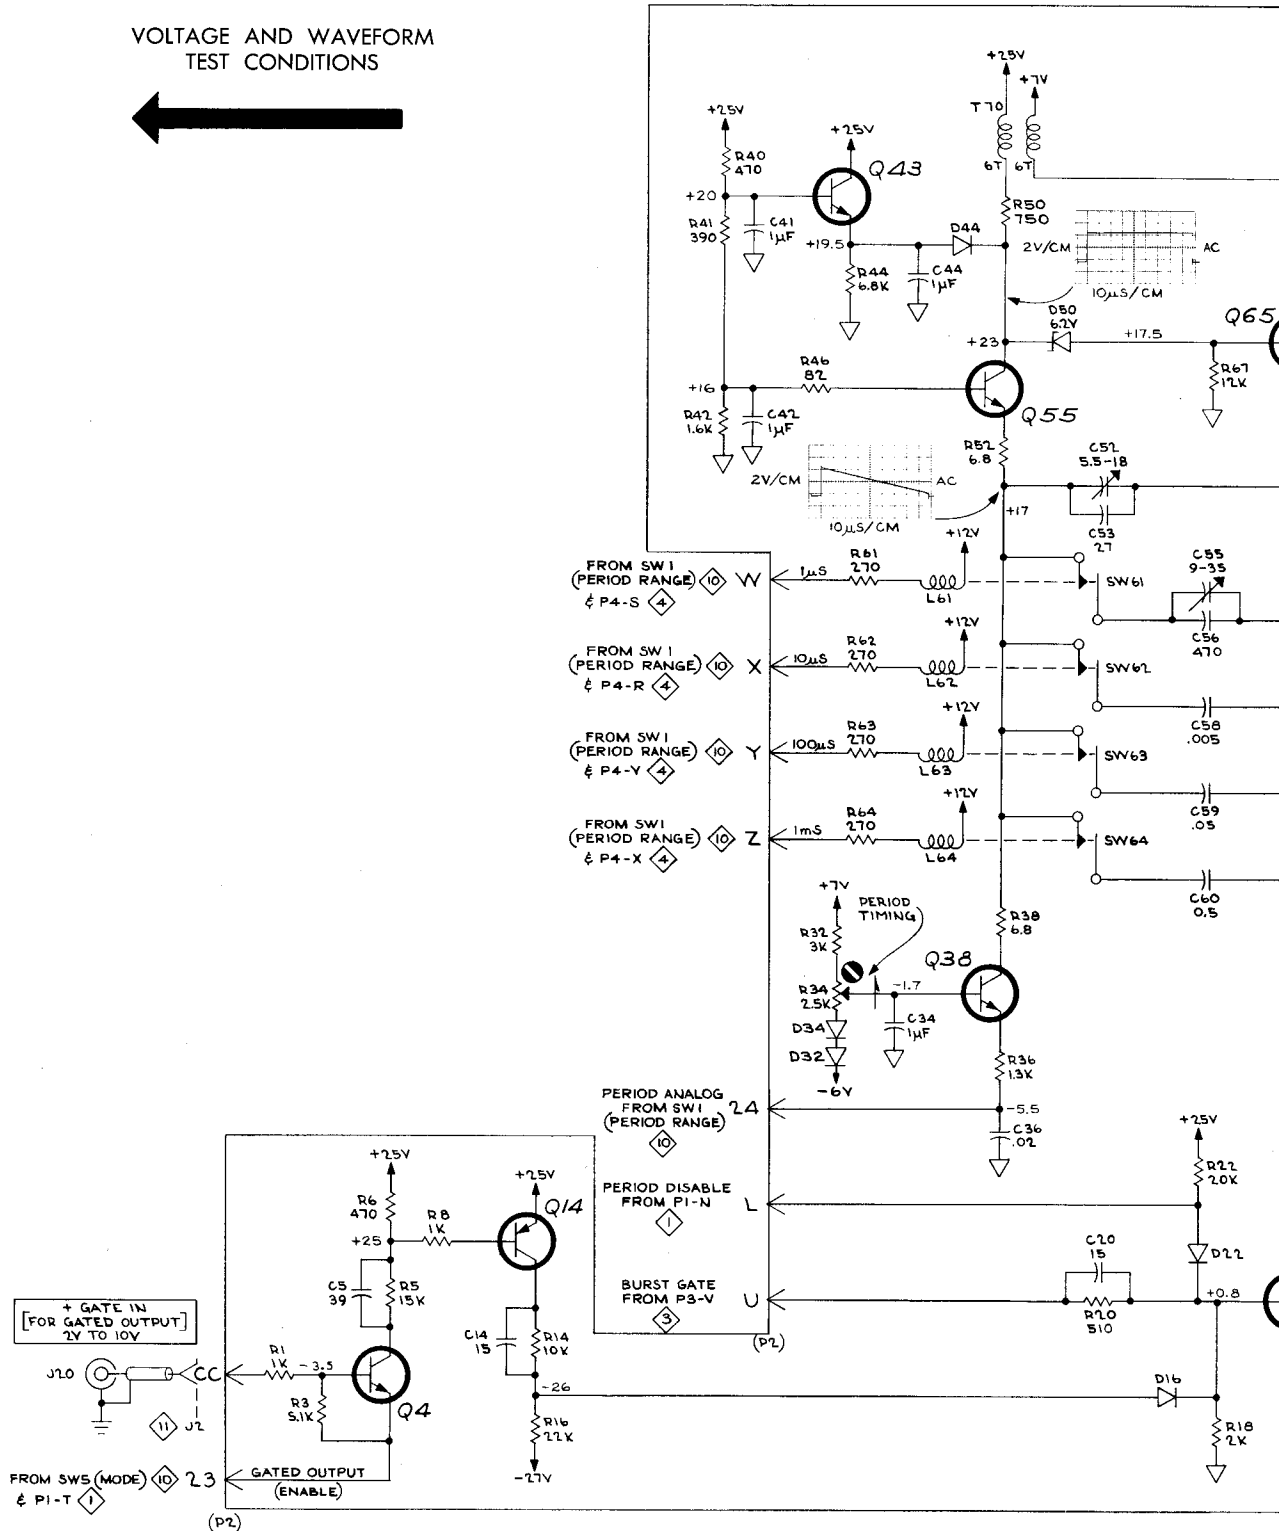 VOLTAGE AND WAVEFORM
TEST CONDITIONS
+25V
+7V
T70
6T
6T
+25V
+25V
R40
470
Q43
+20
R41
390
C41
1µF
+19.5
D44
R50
750
2V/CM
AC
10µS/CM
R44
6.8K
C44
1µF
D50
6.2V
+23
+17.5
Q65
R67
12K
R46
82
+16
R42
1.6K
C42
1µF
Q55
R52
6.8
2V/CM
AC
10µS/CM
C52
5.5-18
+17
C53
27
FROM SW1
(PERIOD RANGE)
& P4-S
10
4
W
1µS
R61
270
L61
+12V
SW61
C55
9-35
C56
470
FROM SW1
(PERIOD RANGE)
& P4-R
10
4
X
10µS
R62
270
L62
+12V
SW62
C58
.005
FROM SW1
(PERIOD RANGE)
& P4-Y
10
4
Y
100µS
R63
270
L63
+12V
SW63
C59
.05
FROM SW1
(PERIOD RANGE)
& P4-X
10
4
Z
1mS
R64
270
L64
+12V
SW64
C60
0.5
+7V
PERIOD
TIMING
R32
3K
R38
6.8
Q38
R34
2.5K
-1.7
D34
C34
1µF
D32
-6V
R36
1.3K
PERIOD ANALOG
FROM SW1
(PERIOD RANGE)
10
24
-5.5
C36
.02
+25V
R22
20K
PERIOD DISABLE
FROM P1-N
1
L
D22
C20
15
BURST GATE
FROM P3-V
3
U
R20
510
+0.8
(P2)
+25V
+25V
R6
470
R8
1K
Q14
+25
C5
39
R5
15K
C14
15
R14
10K
+ GATE IN
[FOR GATED OUTPUT]
2V TO 10V
J20
CC
R1
1K
-3.5
R3
5.1K
Q4
-26
D16
R16
22K
R18
2K
11
J2
-27V
FROM SW5 (MODE)
& P1-T
10
1
23
GATED OUTPUT
(ENABLE)
(P2)